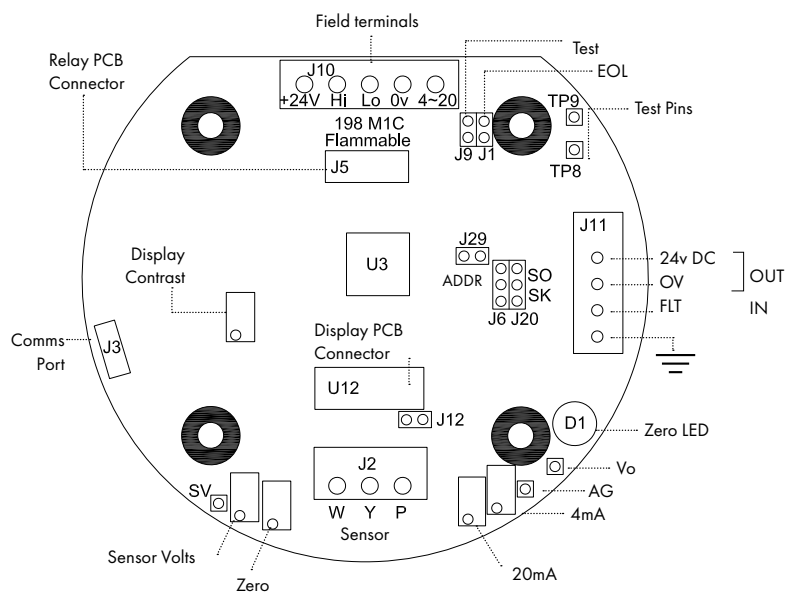 Field terminals
Test
Relay PCB
Connector
EOL
J10
+24V Hi Lo 0v 4~20
TP9
Test Pins
198 M1C
Flammable
J9 J1
TP8
J5
J11
J29
24v DC
Display
Contrast
U3
ADDR
SO
OV
OUT
SK
FLT
IN
J6 J20
Display PCB
Connector
Comms
Port
J3
U12
J12
D1
Zero LED
J2
Vo
SV
AG
W Y P
4mA
Sensor
Sensor Volts
20mA
Zero